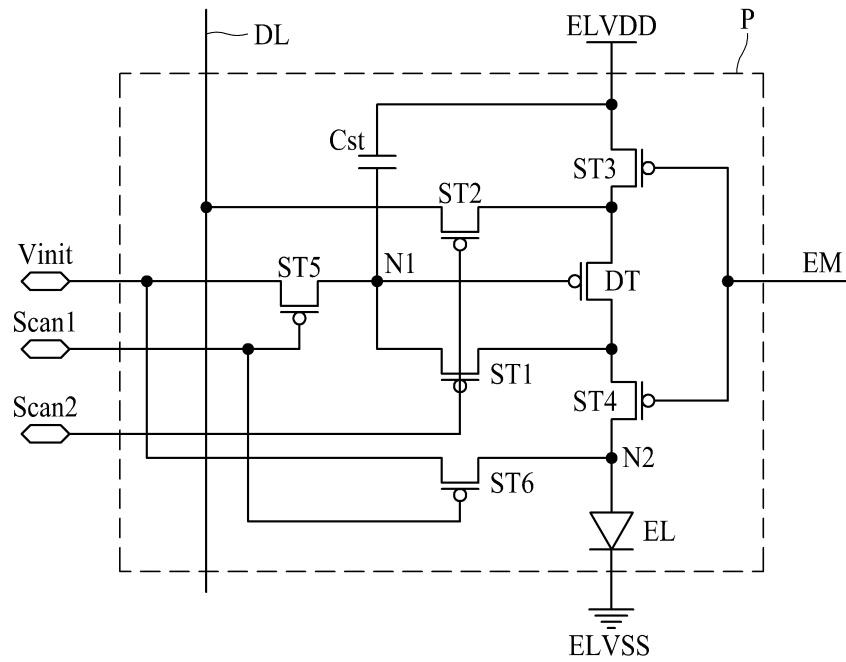 DL
ELVDD
P
Cst
ST3
ST2
Vinit
ST5
N1
DT
EM
Scan1
ST1
ST4
Scan2
N2
ST6
EL
ELVSS